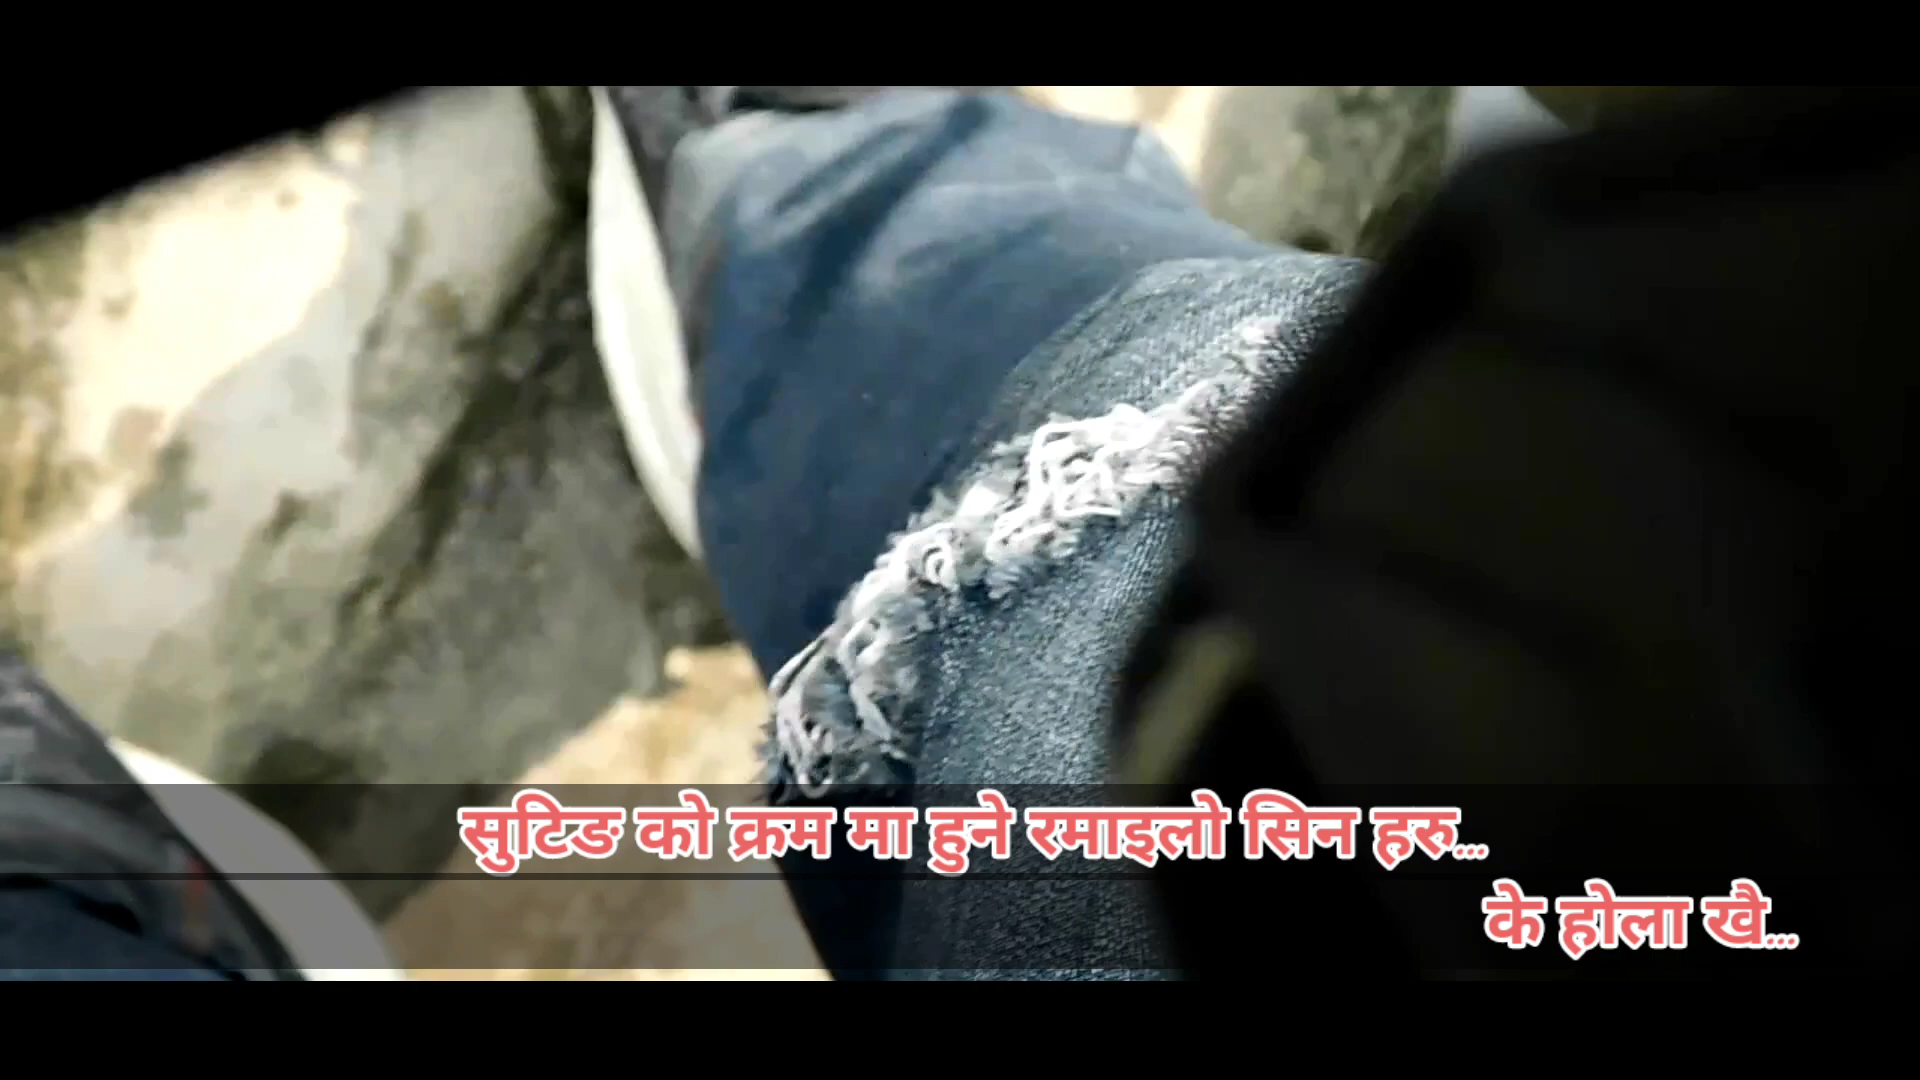 सुटिङ को क्रम मा हुने रमाइलो सिन हरु...
के होला खै...